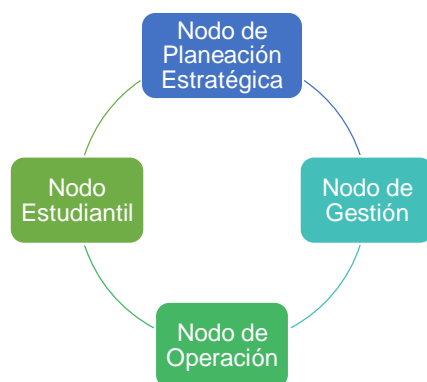 Nodo de
Planeación
Estratégica
Nodo
Estudiantil
Nodo de
Gestión
Nodo de
Operación